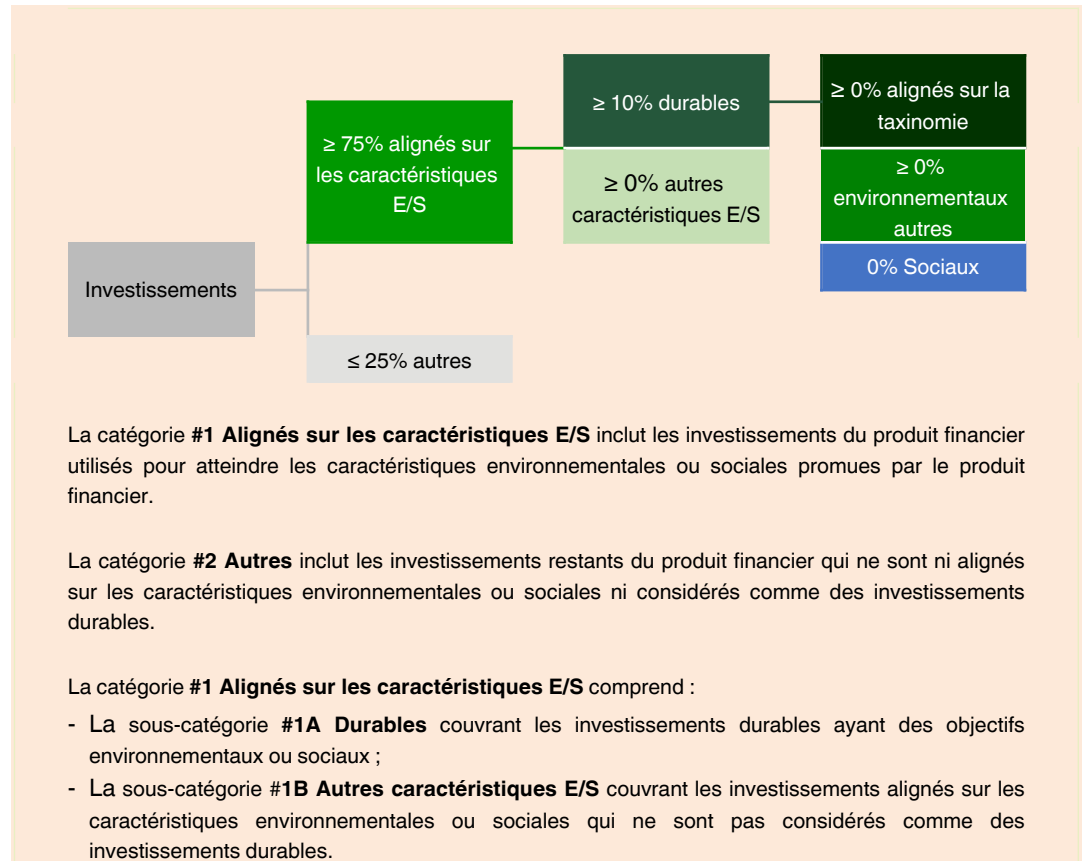 ≥ 75% alignés sur
les caractéristiques
E/S
≥ 10% durables
≥ 0% autres
caractéristiques E/S
≥ 0% alignés sur la
taxinomie
≥ 0%
environnementaux
autres
0% Sociaux
Investissements
≤ 25% autres
La catégorie #1 Alignés sur les caractéristiques E/S inclut les investissements du produit financier
utilisés pour atteindre les caractéristiques environnementales ou sociales promues par le produit
financier.
La catégorie #2 Autres inclut les investissements restants du produit financier qui ne sont ni alignés
sur les caractéristiques environnementales ou sociales ni considérés comme des investissements
durables.
La catégorie #1 Alignés sur les caractéristiques E/S comprend :
- La sous-catégorie #1A Durables couvrant les investissements durables ayant des objectifs
environnementaux ou sociaux ;
- La sous-catégorie #1B Autres caractéristiques E/S couvrant les investissements alignés sur les
caractéristiques environnementales ou sociales qui ne sont pas considérés comme des
investissements durables.